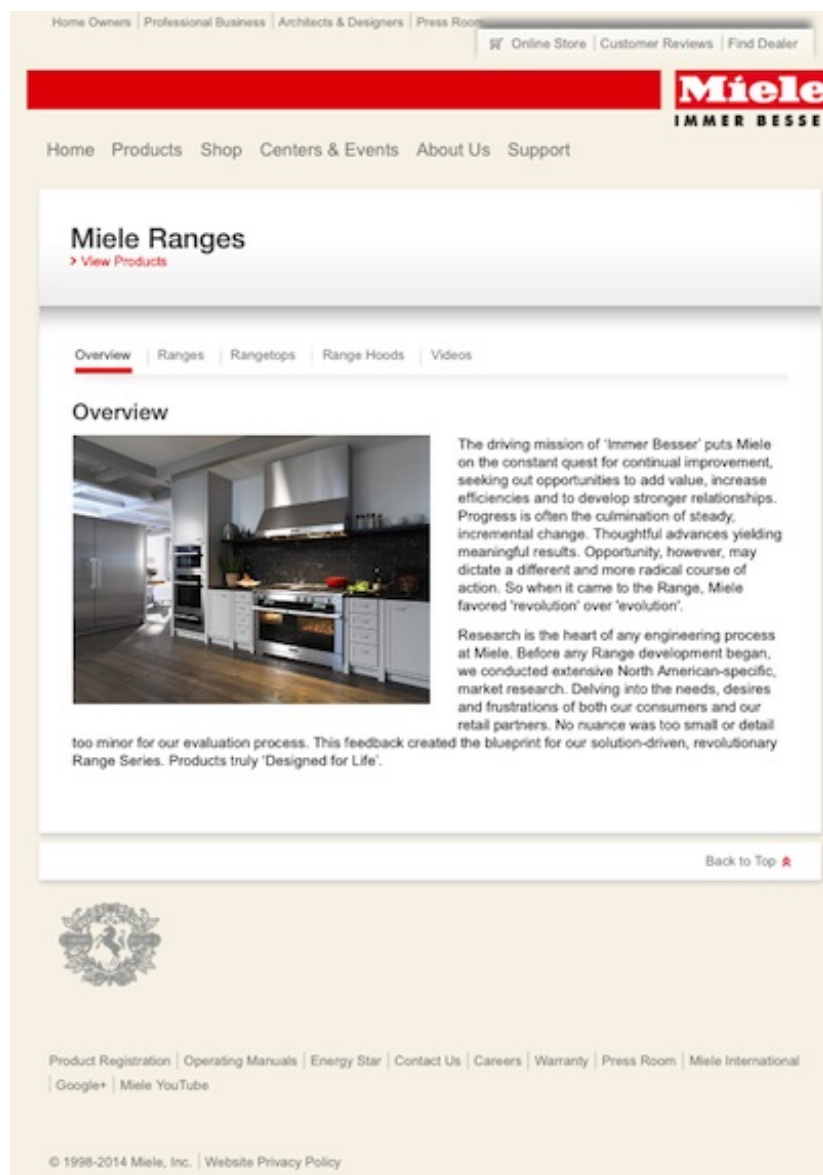 Home Owners | Professional Business | Architects & Designers | Press Room
Online Store | Customer Reviews | Find Dealer
Miele
IMMER BESSE
Home Products Shop Centers & Events About Us Support
Miele Ranges
> View Products
Overview | Ranges | Rangetops | Range Hoods | Videos
Overview
The driving mission of 'Immer Besser' puts Miele
on the constant quest for continual improvement,
seeking out opportunities to add value, increase
efficiencies and to develop stronger relationships.
Progress is often the culmination of steady,
incremental change. Thoughtful advances yielding
meaningful results. Opportunity, however, may
dictate a different and more radical course of
action. So when it came to the Range, Miele
favored 'revolution' over 'evolution'.
Research is the heart of any engineering process
at Miele. Before any Range development began,
we conducted extensive North American-specific,
market research. Delving into the needs, desires
and frustrations of both our consumers and our
retail partners. No nuance was too small or detail
too minor for our evaluation process. This feedback created the blueprint for our solution-driven, revolutionary
Range Series. Products truly 'Designed for Life'.
Back to Top
Product Registration | Operating Manuals | Energy Star | Contact Us | Careers | Warranty | Press Room | Miele International
| Google+ | Miele YouTube
© 1998-2014 Miele, Inc. | Website Privacy Policy